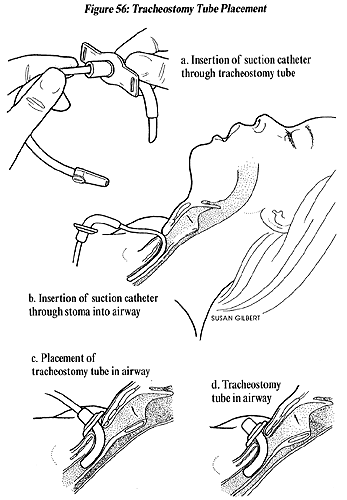 Figure 56: Tracheostomy Tube Placement
a. Insertion of suction catheter
through tracheostomy tube
b. Insertion of suction catheter
through stoma into airway
SUSAN GILBERT
c. Placement of
tracheostomy tube in airway
d. Tracheostomy
tube in airway